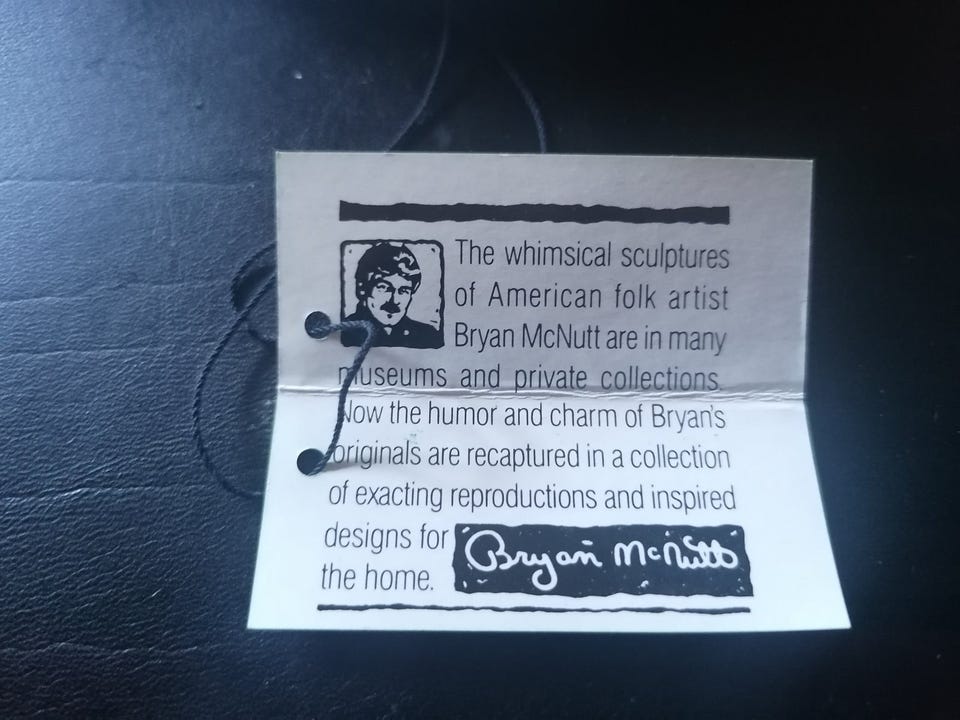 The whimsical sculptures
of American folk artist
Bryan McNutt are in many
museums and private collections.
Now the humor and charm of Bryan's
originals are recaptured in a collection
of exacting reproductions and inspired
designs for
the home.
Bryan McNutt